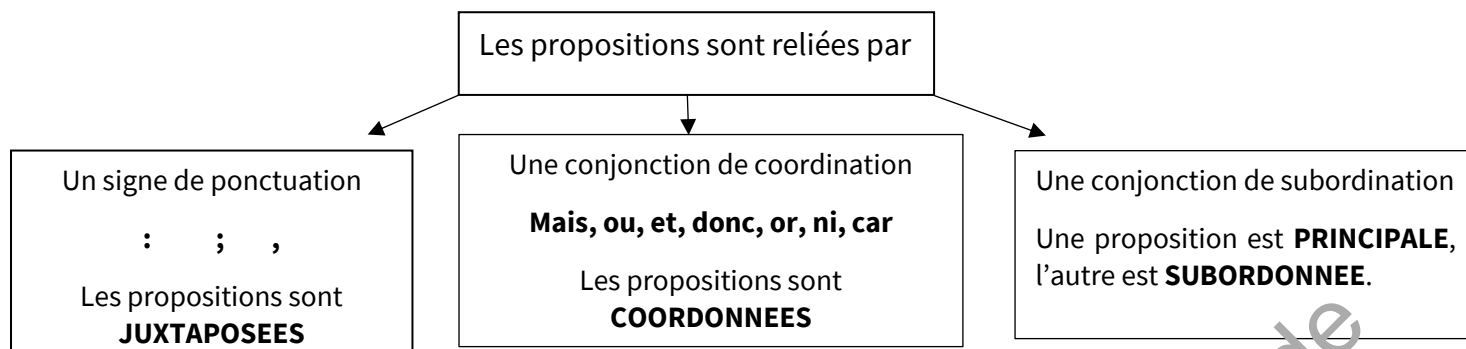 Les propositions sont reliées par
Un signe de ponctuation
: ; ,
Les propositions sont
JUXTAPOSEES
Une conjonction de coordination
Mais, ou, et, donc, or, ni, car
Les propositions sont
COORDONNEES
Une conjonction de subordination
Une proposition est PRINCIPALE,
l'autre est SUBORDONNEE.
de